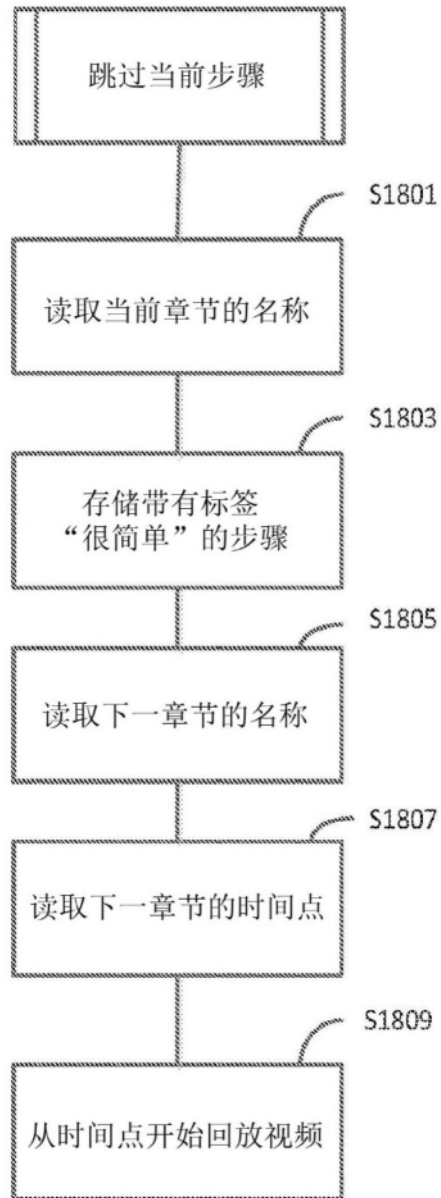 跳过当前步骤
S1801
读取当前章节的名称
S1803
存储带有标签
“很简单”的步骤
S1805
读取下一章节的名称
S1807
读取下一章节的时间点
S1809
从时间点开始回放视频